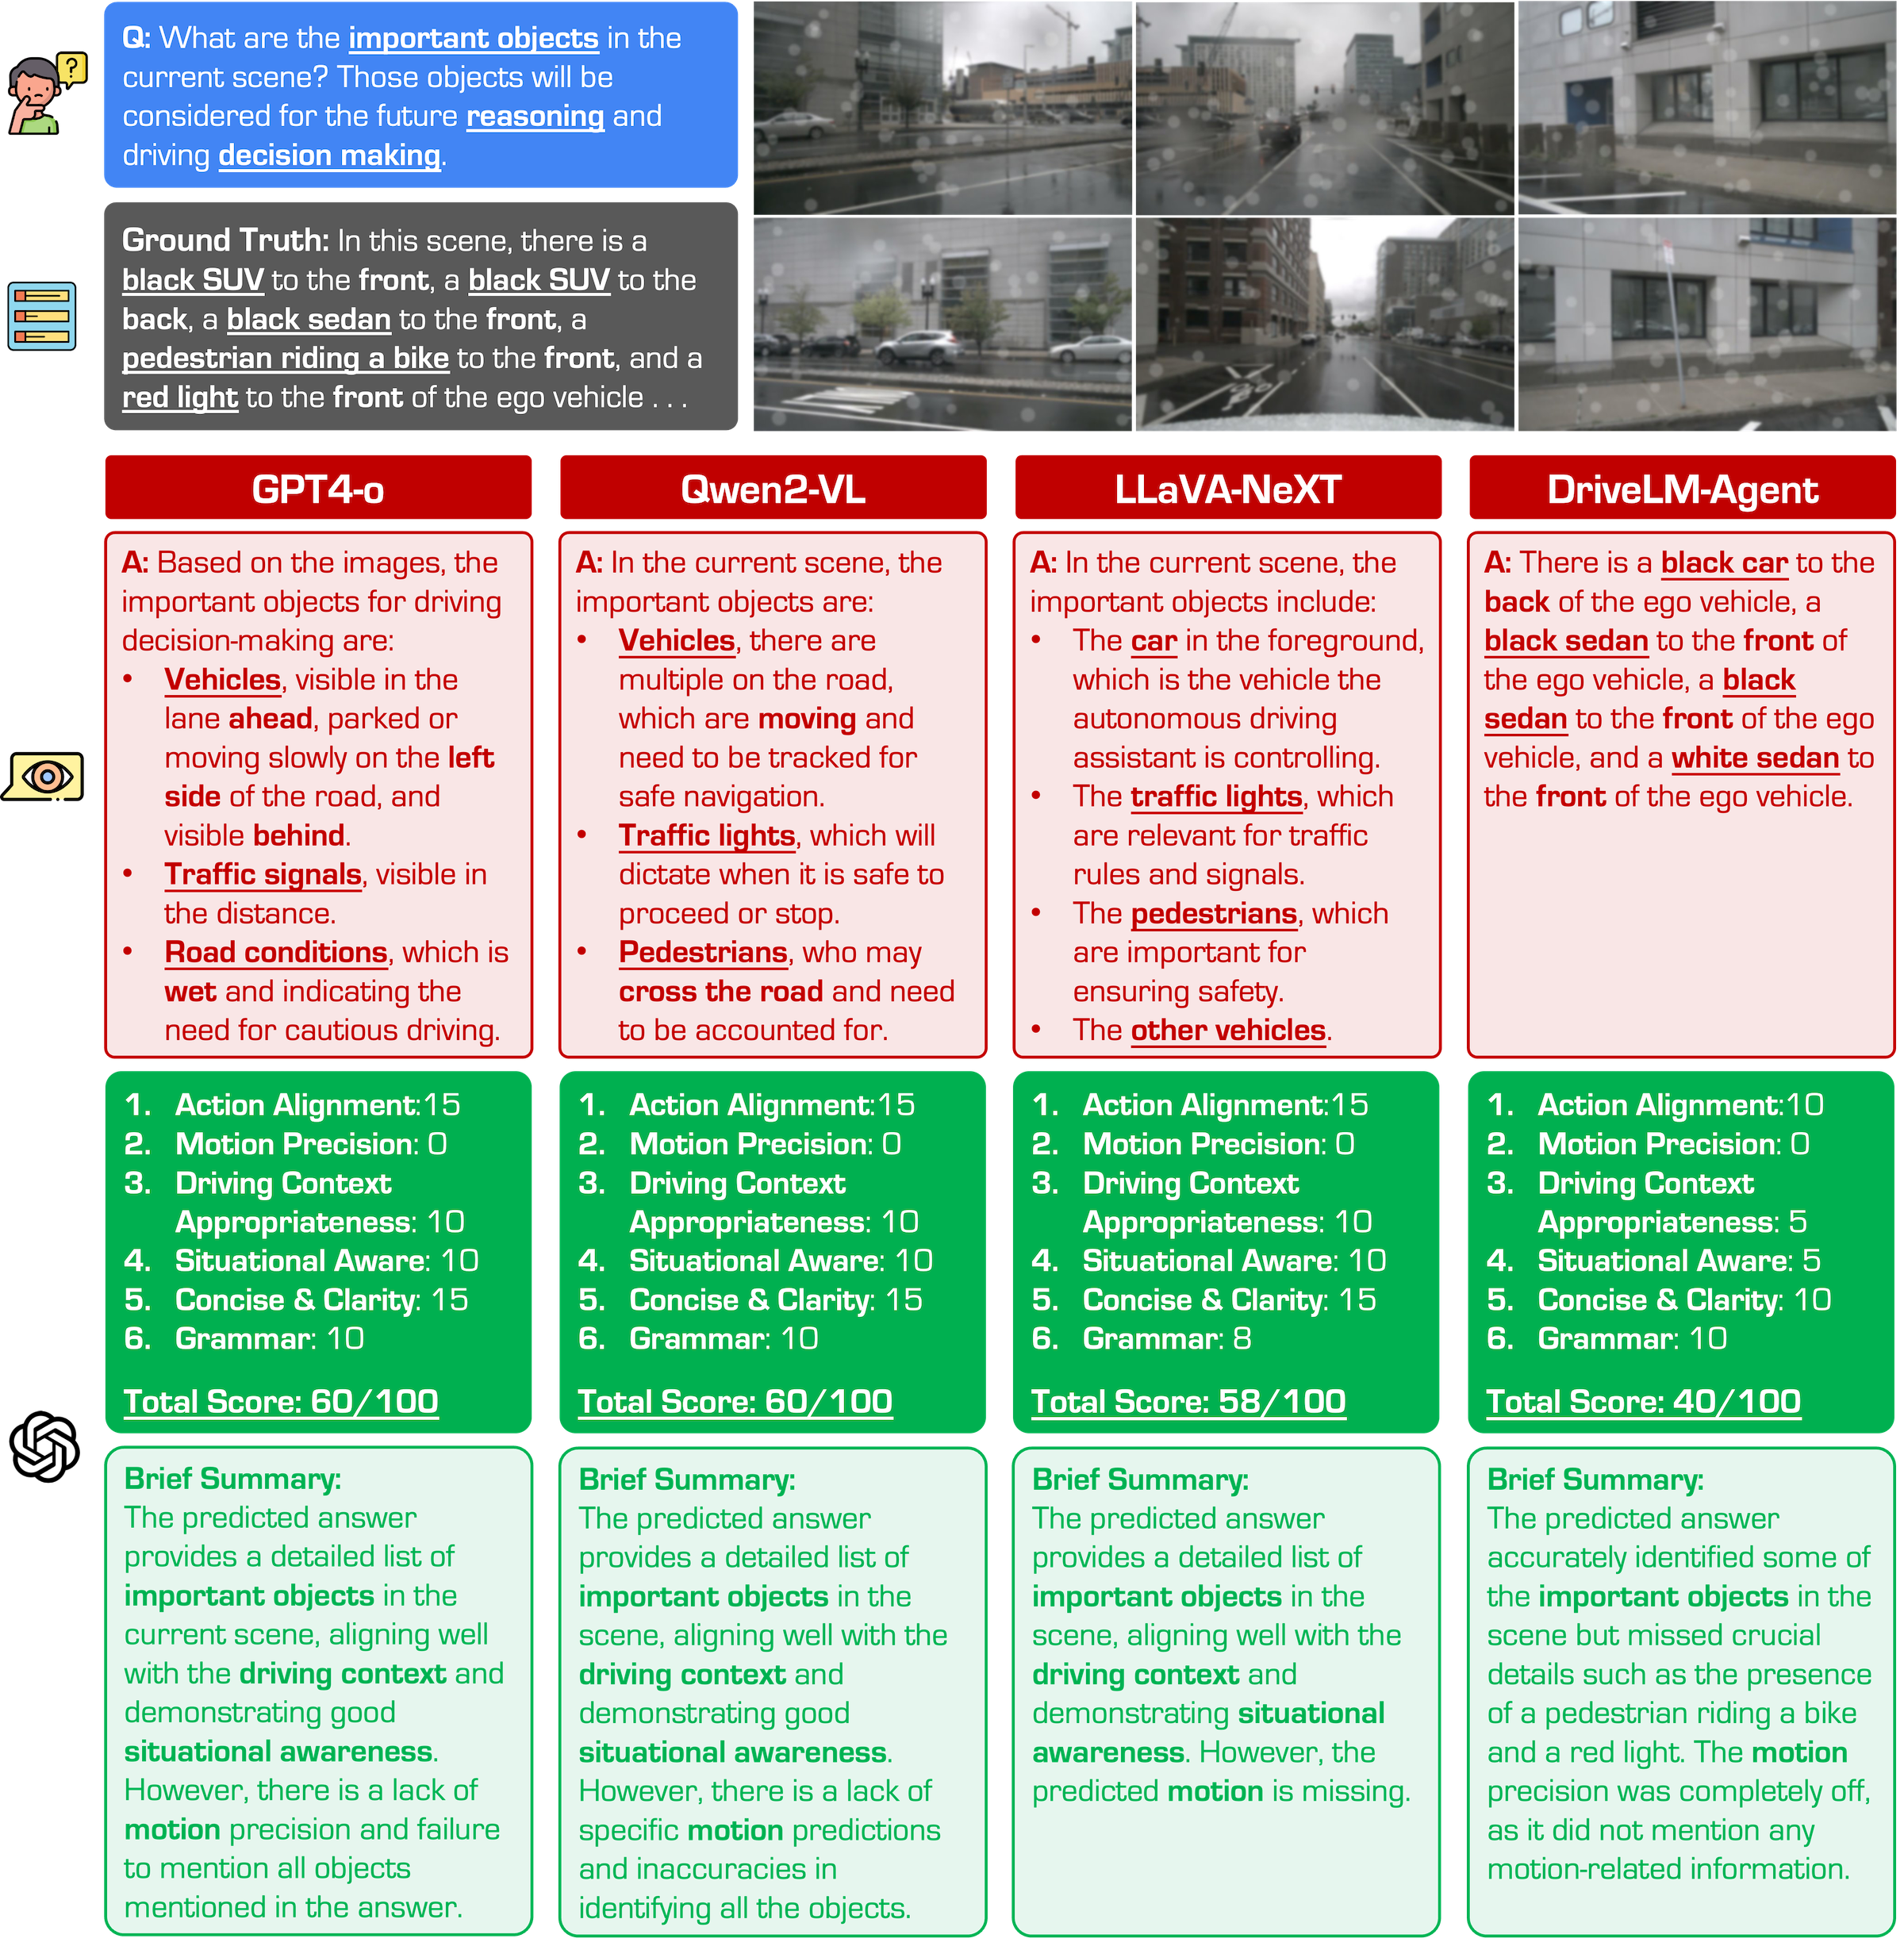 Q: What are the important objects in the
current scene? Those objects will be
considered for the future reasoning and
driving decision making.
Ground Truth: In this scene, there is a
black SUV to the front, a black SUV to the
back, a black sedan to the front, a
pedestrian riding a bike to the front, and a
red light to the front of the ego vehicle . . .
GPT4-o
A: Based on the images, the
important objects for driving
decision-making are:
• Vehicles, visible in the
lane ahead, parked or
moving slowly on the left
side of the road, and
visible behind.
• Traffic signals, visible in
the distance.
• Road conditions, which is
wet and indicating the
need for cautious driving.
1. Action Alignment:15
2. Motion Precision: 0
3. Driving Context
Appropriateness: 10
4. Situational Aware: 10
5. Concise & Clarity: 15
6. Grammar: 10
Total Score: 60/100
Brief Summary:
The predicted answer
provides a detailed list of
important objects in the
current scene, aligning well
with the driving context and
demonstrating good
situational awareness.
However, there is a lack of
motion precision and failure
to mention all objects
mentioned in the answer.
Qwen2-VL
A: In the current scene, the
important objects are:
• Vehicles, there are
multiple on the road,
which are moving and
need to be tracked for
safe navigation.
• Traffic lights, which will
dictate when it is safe to
proceed or stop.
• Pedestrians, who may
cross the road and need
to be accounted for.
1. Action Alignment:15
2. Motion Precision: 0
3. Driving Context
Appropriateness: 10
4. Situational Aware: 10
5. Concise & Clarity: 15
6. Grammar: 10
Total Score: 60/100
Brief Summary:
The predicted answer
provides a detailed list of
important objects in the
scene, aligning well with the
driving context and
demonstrating good
situational awareness.
However, there is a lack of
specific motion predictions
and inaccuracies in
identifying all the objects.
LLaVA-NeXT
A: In the current scene, the
important objects include:
• The car in the foreground,
which is the vehicle the
autonomous driving
assistant is controlling.
• The traffic lights, which
are relevant for traffic
rules and signals.
• The pedestrians, which
are important for
ensuring safety.
• The other vehicles.
1. Action Alignment:15
2. Motion Precision: 0
3. Driving Context
Appropriateness: 10
4. Situational Aware: 10
5. Concise & Clarity: 15
6. Grammar: 8
Total Score: 58/100
Brief Summary:
The predicted answer
provides a detailed list of
important objects in the
scene, aligning well with the
driving context and
demonstrating situational
awareness. However, the
predicted motion is missing.
DriveLM-Agent
A: There is a black car to the
back of the ego vehicle, a
black sedan to the front of
the ego vehicle, a black
sedan to the front of the ego
vehicle, and a white sedan to
the front of the ego vehicle.
1. Action Alignment:10
2. Motion Precision: 0
3. Driving Context
Appropriateness: 5
4. Situational Aware: 5
5. Concise & Clarity: 10
6. Grammar: 10
Total Score: 40/100
Brief Summary:
The predicted answer
accurately identified some of
the important objects in the
scene but missed crucial
details such as the presence
of a pedestrian riding a bike
and a red light. The motion
precision was completely off,
as it did not mention any
motion-related information.